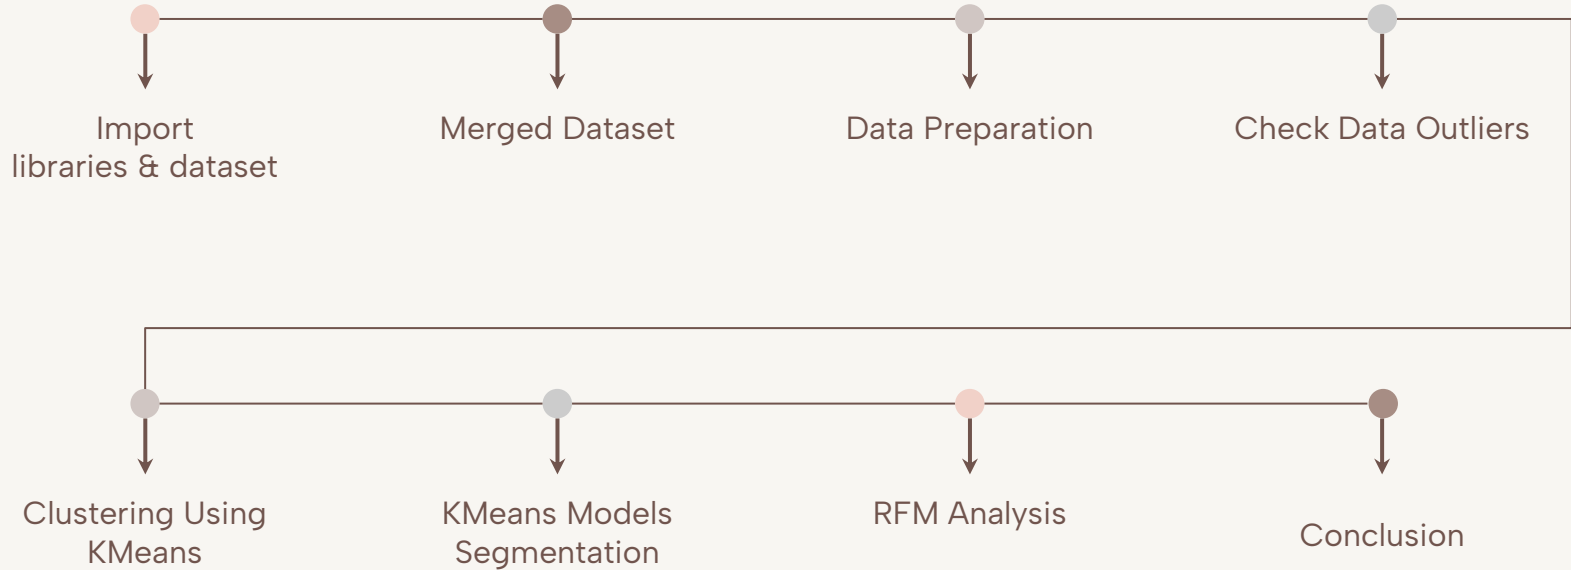 Import
libraries & dataset
Merged Dataset
Data Preparation
Check Data Outliers
Clustering Using
KMeans
KMeans Models
Segmentation
RFM Analysis
Conclusion